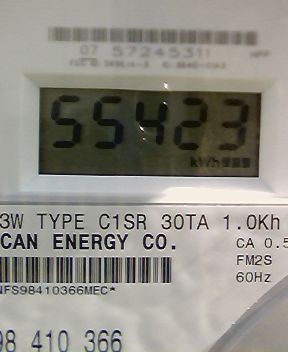 07 57245311
55423
kWh
3W TYPE C1SR 30TA 1.0Kh
CAN ENERGY CO.
CA 0.5
FM2S
60Hz
NFS98410366MEC*
98 410 366